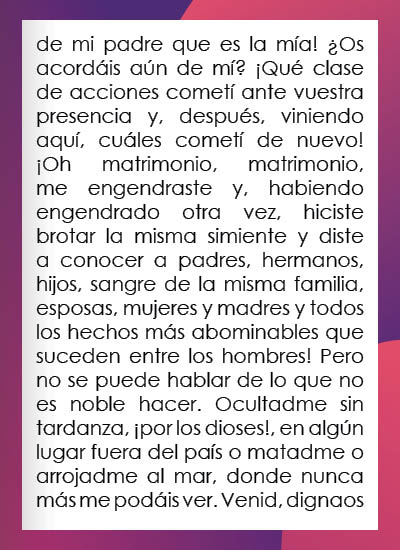 de mi padre que es la mía! ¿Os
acordáis aún de mí? ¡Qué clase
de acciones cometí ante vuestra
presencia y, después, viniendo
aquí, cuáles cometí de nuevo!
¡Oh matrimonio, matrimonio,
me engendraste y, habiendo
engendrado otra vez, hiciste
brotar la misma simiente y diste
a conocer a padres, hermanos,
hijos, sangre de la misma familia,
esposas, mujeres y madres y todos
los hechos más abominables que
suceden entre los hombres! Pero
no se puede hablar de lo que no
es noble hacer. Ocultadme sin
tardanza, ¡por los dioses!, en algún
lugar fuera del país o matadme o
arrojadme al mar, donde nunca
más me podáis ver. Venid, dignaos